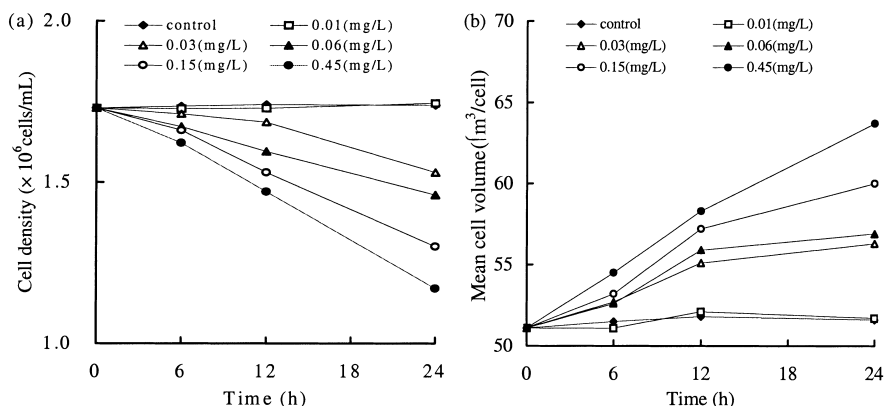 (a)
2.0
control
0.01(mg/L)
0.03(mg/L)
0.06(mg/L)
0.15(mg/L)
0.45(mg/L)
Cell density (× 10⁶cells/mL)
1.5
1.0
0 6 12 18 24
Time (h)
(b)
70
control
0.01(mg/L)
0.03(mg/L)
0.06(mg/L)
0.15(mg/L)
0.45(mg/L)
Mean cell volume(⌠m³/cell)
65
60
55
50
0 6 12 18 24
Time (h)